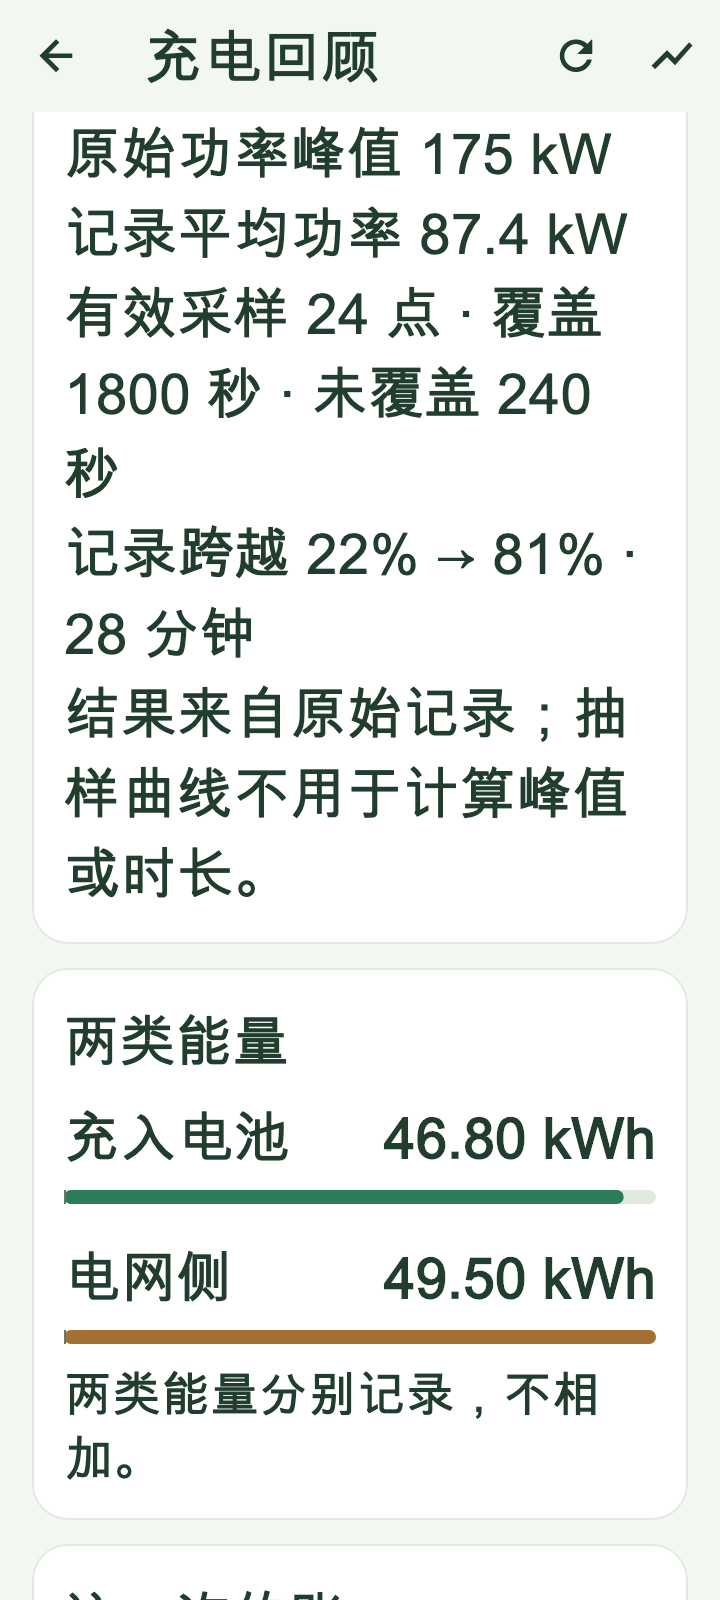 充电回顾
原始功率峰值 175 kW
记录平均功率 87.4 kW
有效采样 24 点 · 覆盖
1800 秒 · 未覆盖 240
秒
记录跨越 22% → 81% ·
28 分钟
结果来自原始记录；抽
样曲线不用于计算峰值
或时长。
两类能量
充入电池 46.80 kWh
电网侧 49.50 kWh
两类能量分别记录，不相
加。